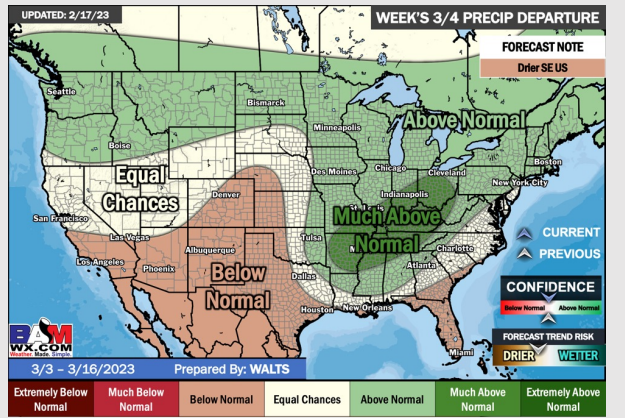 UPDATED: 2/17/23
WEEK'S 3/4 PRECIP DEPARTURE
FORECAST NOTE
Drier SE US
Seattle
Bismarck
Above Normal
Minneapolis
Boise
Boston
Equal
Chances
Des Moines
Chicago
Cleveland
New York City
Denver
Indianapolis
San Francisco
St. Louis
Much Above
Normal
Las Vegas
Tulsa
CURRENT
PREVIOUS
Albuquerque
Charlotte
Los Angeles
Phoenix
Below
Normal
Atlanta
Dallas
CONFIDENCE
Below Normal
Above Normal
Houston
New Orleans
FORECAST TREND RISK
DRIER
WETTER
Miami
BAM
WX.COM
Weather. Made. Simple.
3/3 – 3/16/2023
Prepared By: WALTS
Extremely Below
Normal
Much Below
Normal
Below Normal
Equal Chances
Above Normal
Much Above
Normal
Extremely Above
Normal